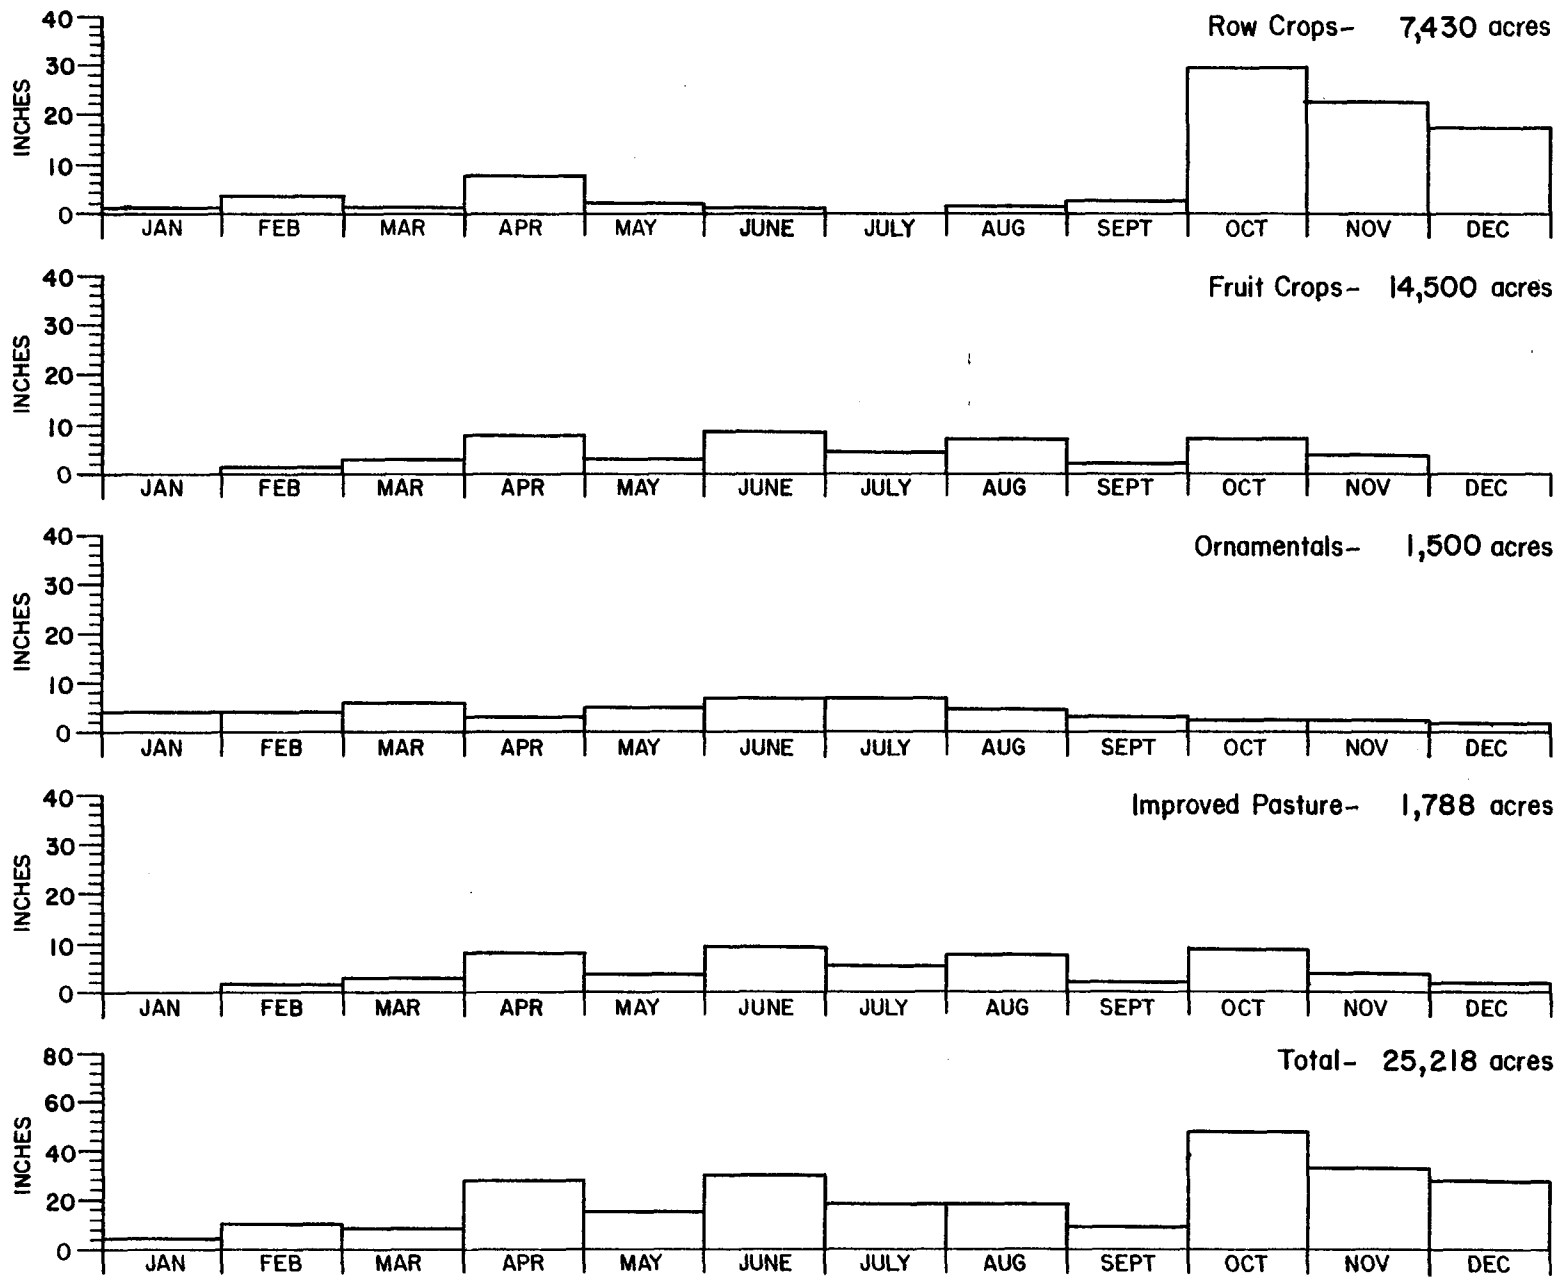 Row Crops- 7,430 acres
INCHES
40
30
20
10
0
JAN FEB MAR APR MAY JUNE JULY AUG SEPT OCT NOV DEC
Fruit Crops- 14,500 acres
INCHES
40
30
20
10
0
JAN FEB MAR APR MAY JUNE JULY AUG SEPT OCT NOV DEC
Ornamentals- 1,500 acres
INCHES
40
30
20
10
0
JAN FEB MAR APR MAY JUNE JULY AUG SEPT OCT NOV DEC
Improved Pasture- 1,788 acres
INCHES
40
30
20
10
0
JAN FEB MAR APR MAY JUNE JULY AUG SEPT OCT NOV DEC
Total- 25,218 acres
INCHES
80
60
40
20
0
JAN FEB MAR APR MAY JUNE JULY AUG SEPT OCT NOV DEC